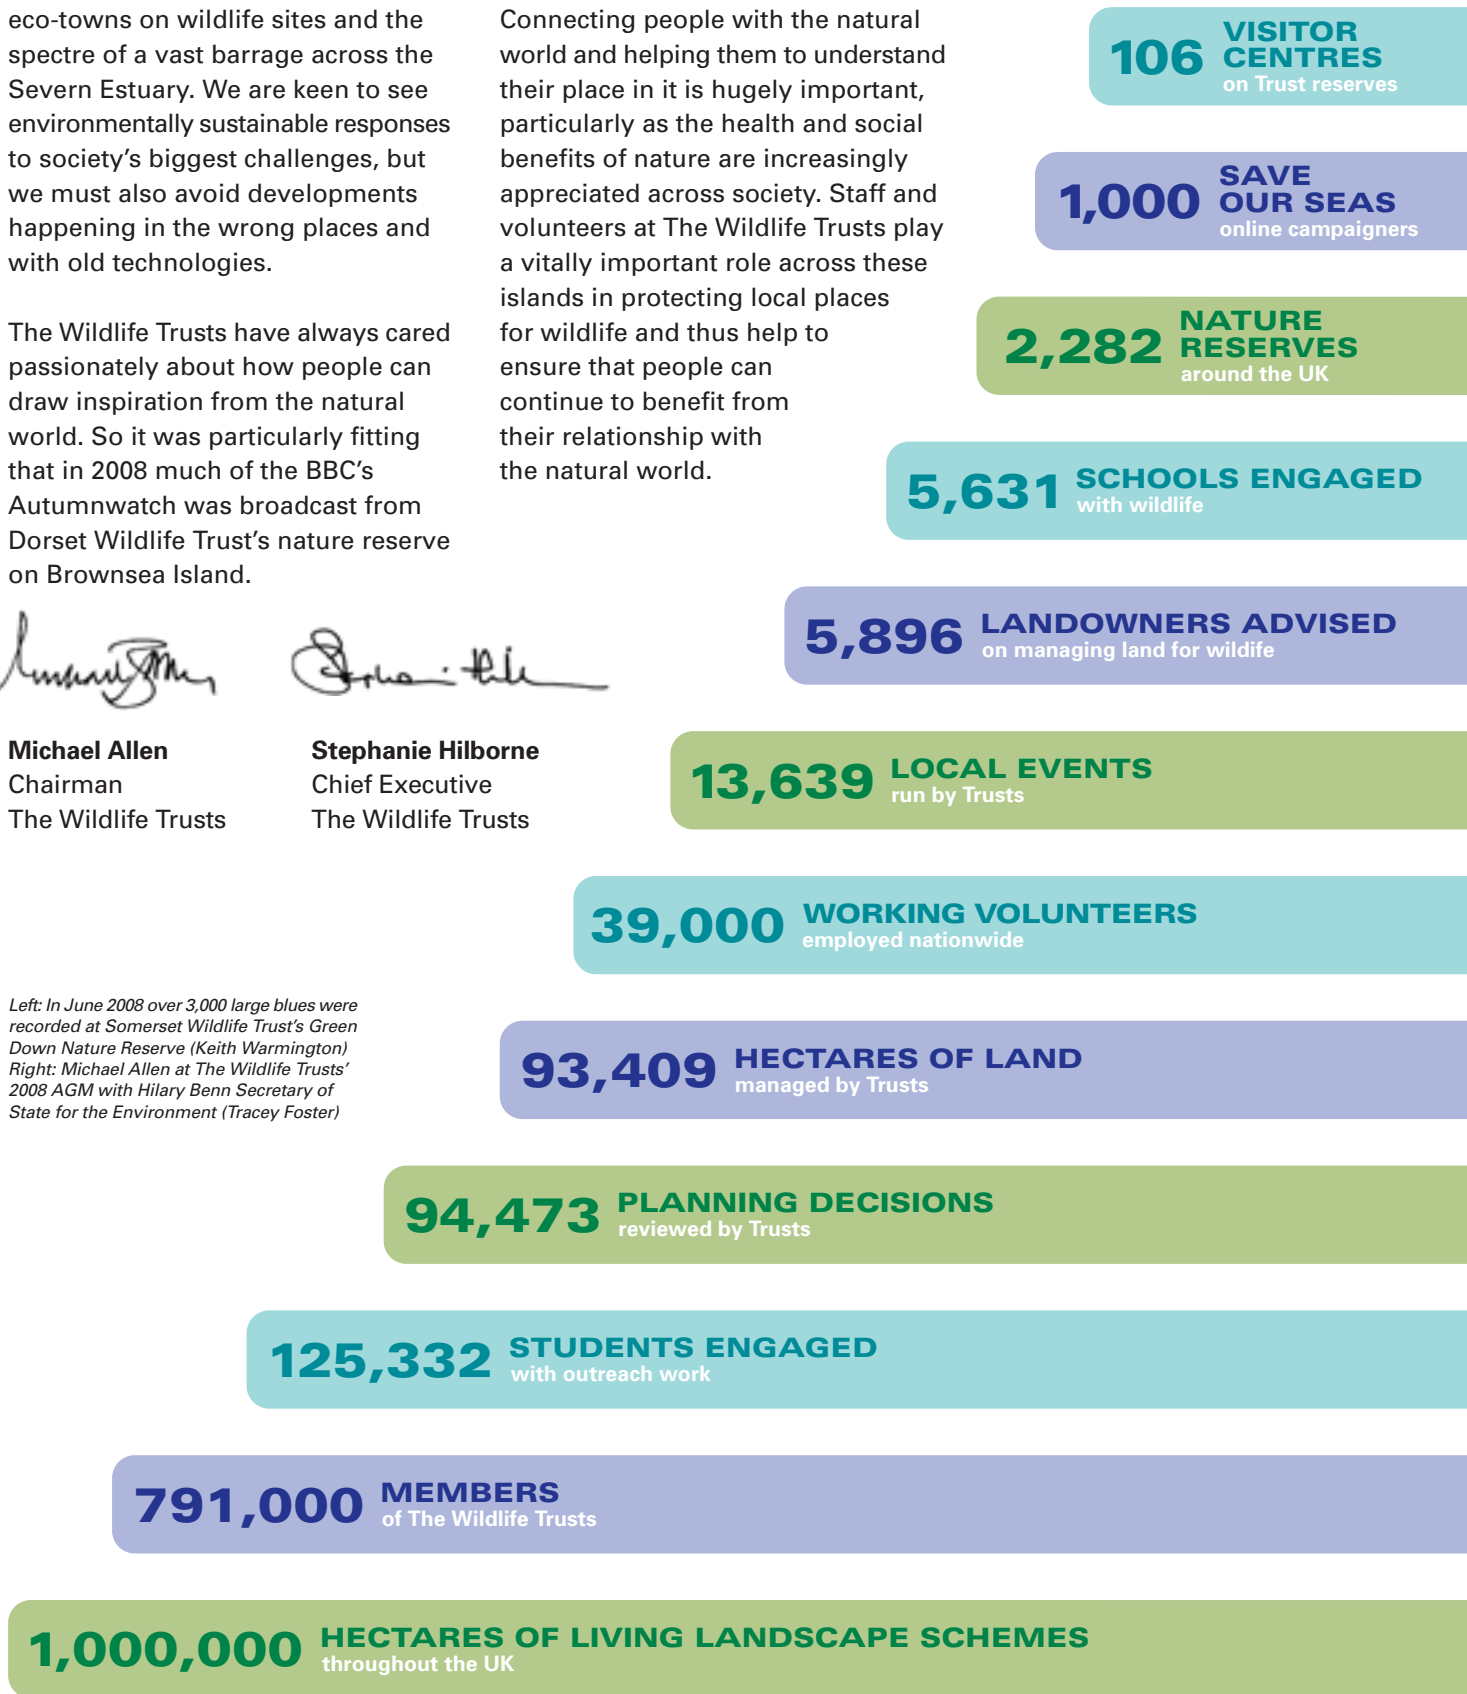 eco-towns on wildlife sites and the
spectre of a vast barrage across the
Severn Estuary. We are keen to see
environmentally sustainable responses
to society’s biggest challenges, but
we must also avoid developments
happening in the wrong places and
with old technologies.
The Wildlife Trusts have always cared
passionately about how people can
draw inspiration from the natural
world. So it was particularly fitting
that in 2008 much of the BBC’s
Autumnwatch was broadcast from
Dorset Wildlife Trust’s nature reserve
on Brownsea Island.
Connecting people with the natural
world and helping them to understand
their place in it is hugely important,
particularly as the health and social
benefits of nature are increasingly
appreciated across society. Staff and
volunteers at The Wildlife Trusts play
a vitally important role across these
islands in protecting local places
for wildlife and thus help to
ensure that people can
continue to benefit from
their relationship with
the natural world.
Michael Allen
Chairman
The Wildlife Trusts
Stephanie Hilborne
Chief Executive
The Wildlife Trusts
Left: In June 2008 over 3,000 large blues were
recorded at Somerset Wildlife Trust’s Green
Down Nature Reserve (Keith Warmington)
Right: Michael Allen at The Wildlife Trusts’
2008 AGM with Hilary Benn Secretary of
State for the Environment (Tracey Foster)
106 VISITOR
CENTRES
on Trust reserves
1,000 SAVE
OUR SEAS
online campaigners
2,282 NATURE
RESERVES
around the UK
5,631 SCHOOLS ENGAGED
with wildlife
5,896 LANDOWNERS ADVISED
on managing land for wildife
13,639 LOCAL EVENTS
run by Trusts
39,000 WORKING VOLUNTEERS
employed nationwide
93,409 HECTARES OF LAND
managed by Trusts
94,473 PLANNING DECISIONS
reviewed by Trusts
125,332 STUDENTS ENGAGED
with outreach work
791,000 MEMBERS
of The Wildlife Trusts
1,000,000 HECTARES OF LIVING LANDSCAPE SCHEMES
throughout the UK